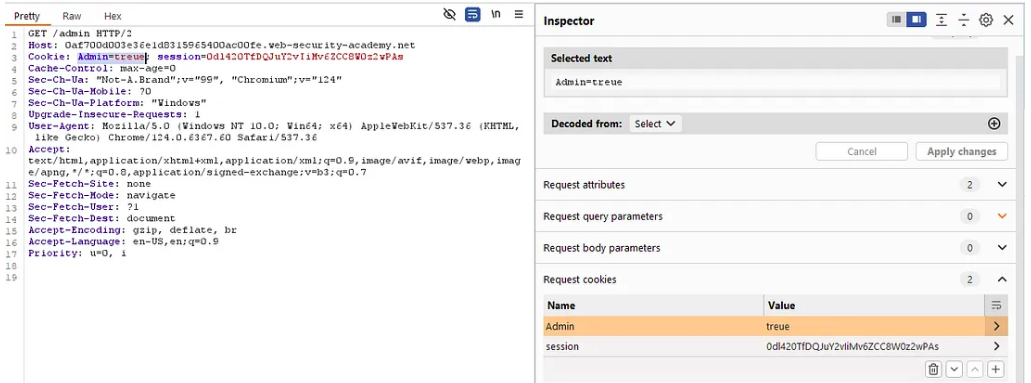 Pretty Raw Hex
\n
1 GET /admin HTTP/2
2 Host: 0af700d003e36e1d8315965400ac00fe.web-security-academy.net
3 Cookie: Admin=treue; session=0dl420TfDQJuY2vIiMv6ZCC8W0z2wPAs
4 Cache-Control: max-age=0
5 Sec-Ch-Ua: "Not-A.Brand";v="99", "Chromium";v="124"
6 Sec-Ch-Ua-Mobile: ?0
7 Sec-Ch-Ua-Platform: "Windows"
8 Upgrade-Insecure-Requests: 1
9 User-Agent: Mozilla/5.0 (Windows NT 10.0; Win64; x64) AppleWebKit/537.36 (KHTML,
like Gecko) Chrome/124.0.6367.60 Safari/537.36
10 Accept:
text/html,application/xhtml+xml,application/xml;q=0.9,image/avif,image/webp,imag
e/apng,*/*;q=0.8,application/signed-exchange;v=b3;q=0.7
11 Sec-Fetch-Site: none
12 Sec-Fetch-Mode: navigate
13 Sec-Fetch-User: ?1
14 Sec-Fetch-Dest: document
15 Accept-Encoding: gzip, deflate, br
16 Accept-Language: en-US,en;q=0.9
17 Priority: u=0, i
18
19
Inspector
Selected text
Admin=treue
Decoded from: Select
Cancel Apply changes
Request attributes 2
Request query parameters 0
Request body parameters 0
Request cookies 2
Name Value
Admin treue
session 0dl420TfDQJuY2vIiMv6ZCC8W0z2wPAs